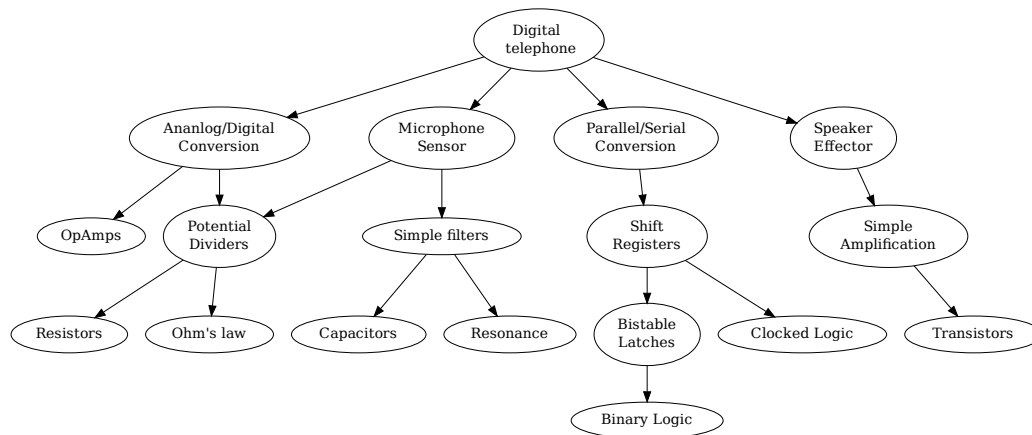 Digital
telephone
Ananlog/Digital
Conversion
Microphone
Sensor
Parallel/Serial
Conversion
Speaker
Effector
OpAmps
Potential
Dividers
Simple filters
Shift
Registers
Simple
Amplification
Resistors
Ohm's law
Capacitors
Resonance
Bistable
Latches
Clocked Logic
Transistors
Binary Logic